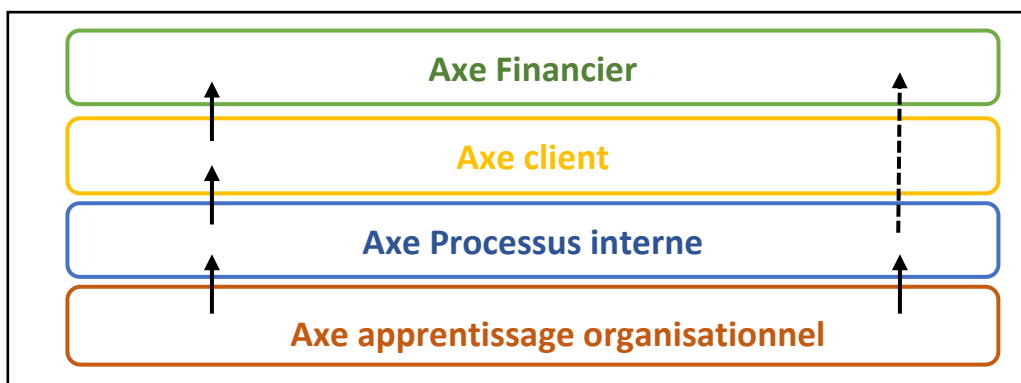 Axe Financier
Axe client
Axe Processus interne
Axe apprentissage organisationnel